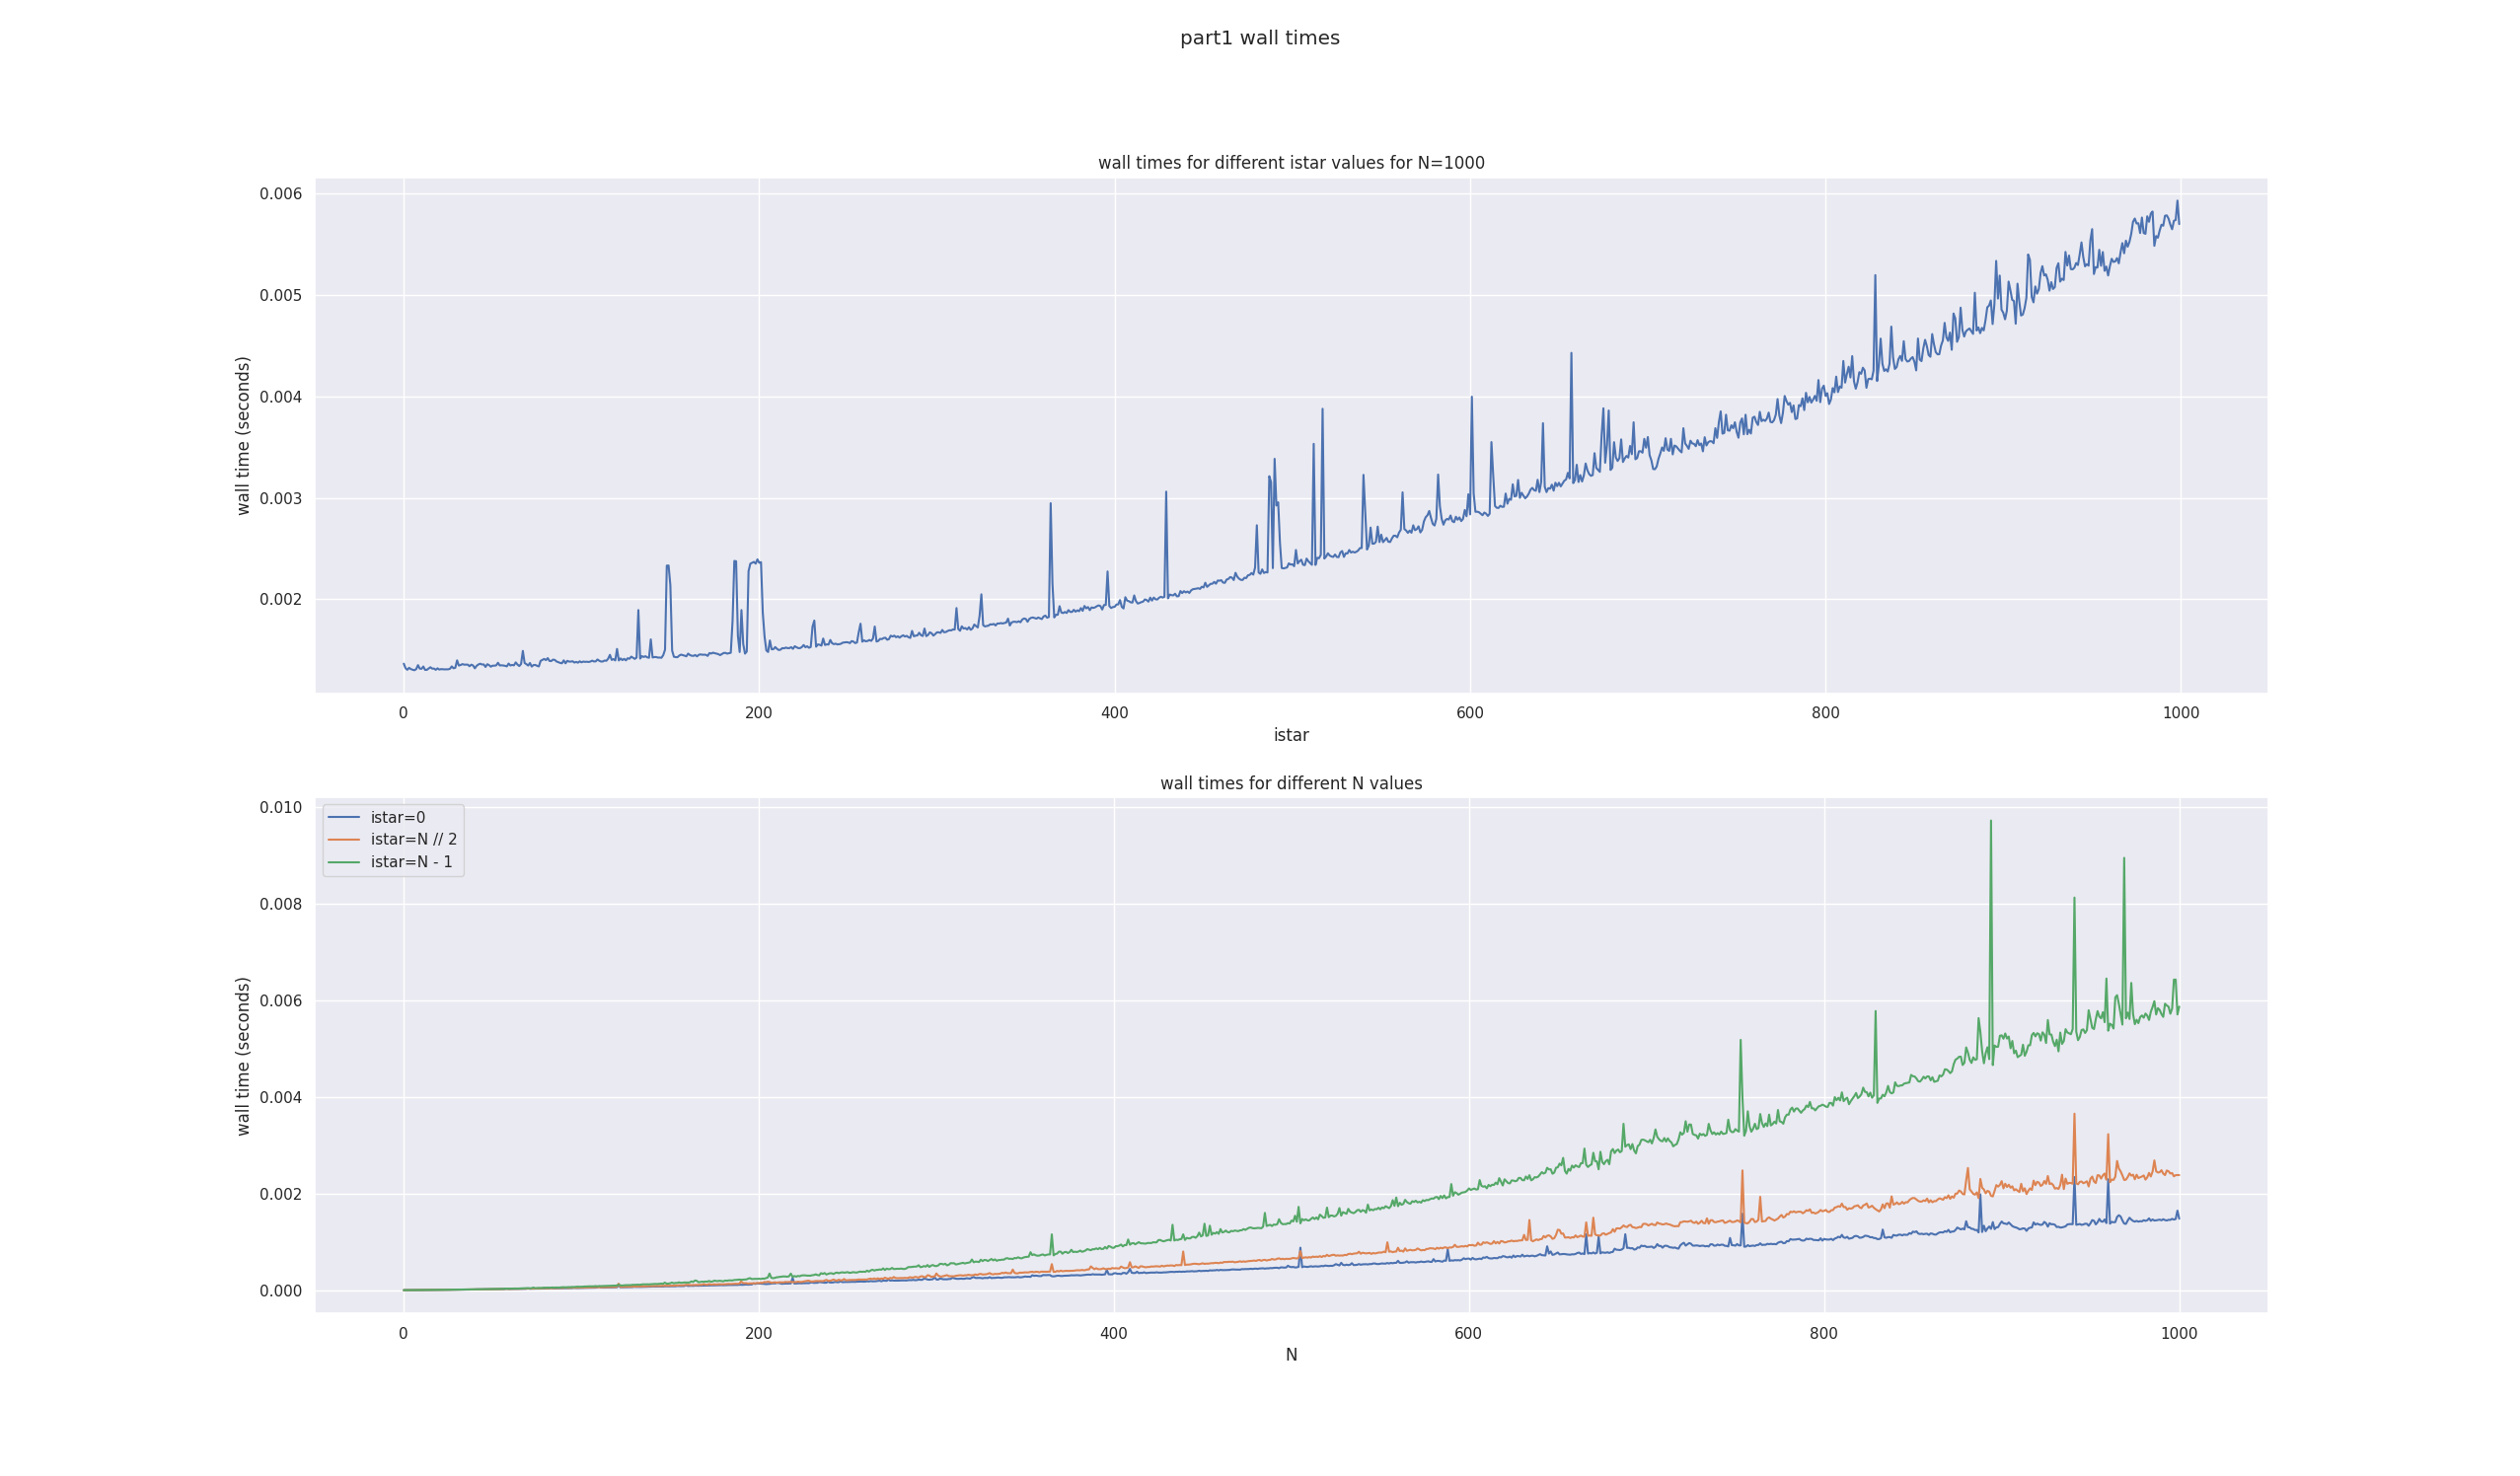 part1 wall times
wall times for different istar values for N=1000
0.006
0.005
0.004
0.003
0.002
wall time (seconds)
0 200 400 600 800 1000
istar
wall times for different N values
istar=0
istar=N // 2
istar=N - 1
0.010
0.008
0.006
0.004
0.002
0.000
wall time (seconds)
0 200 400 600 800 1000
N